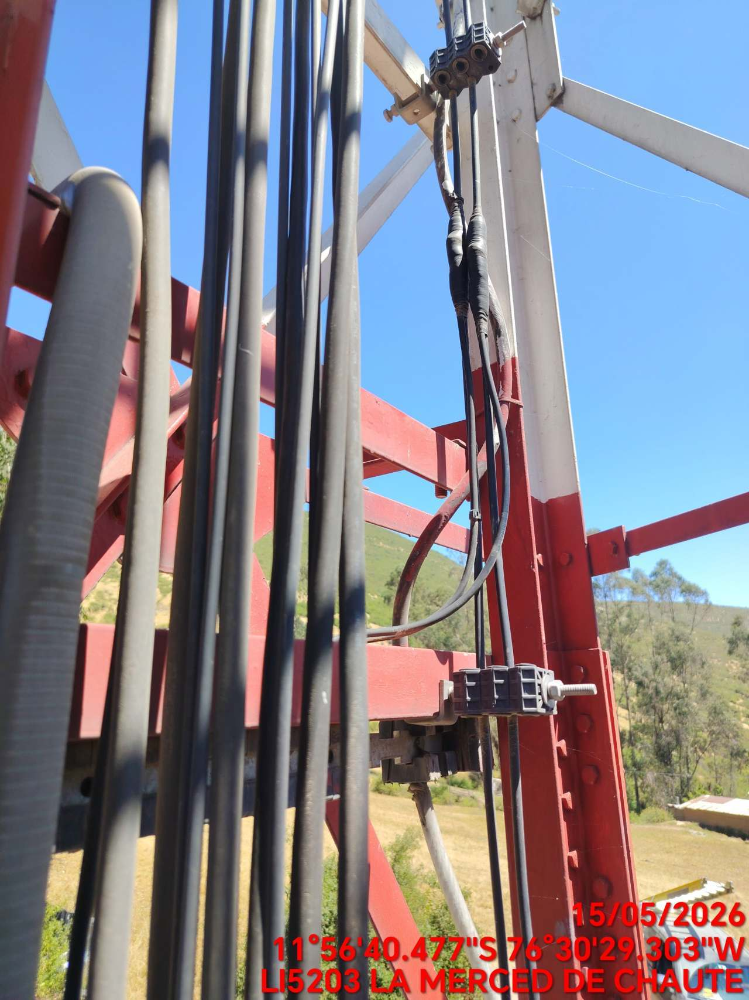 15/05/2026
11°56'40.477"S 76°30'29.303"W
LI5203 LA MERCED DE CHAUTE